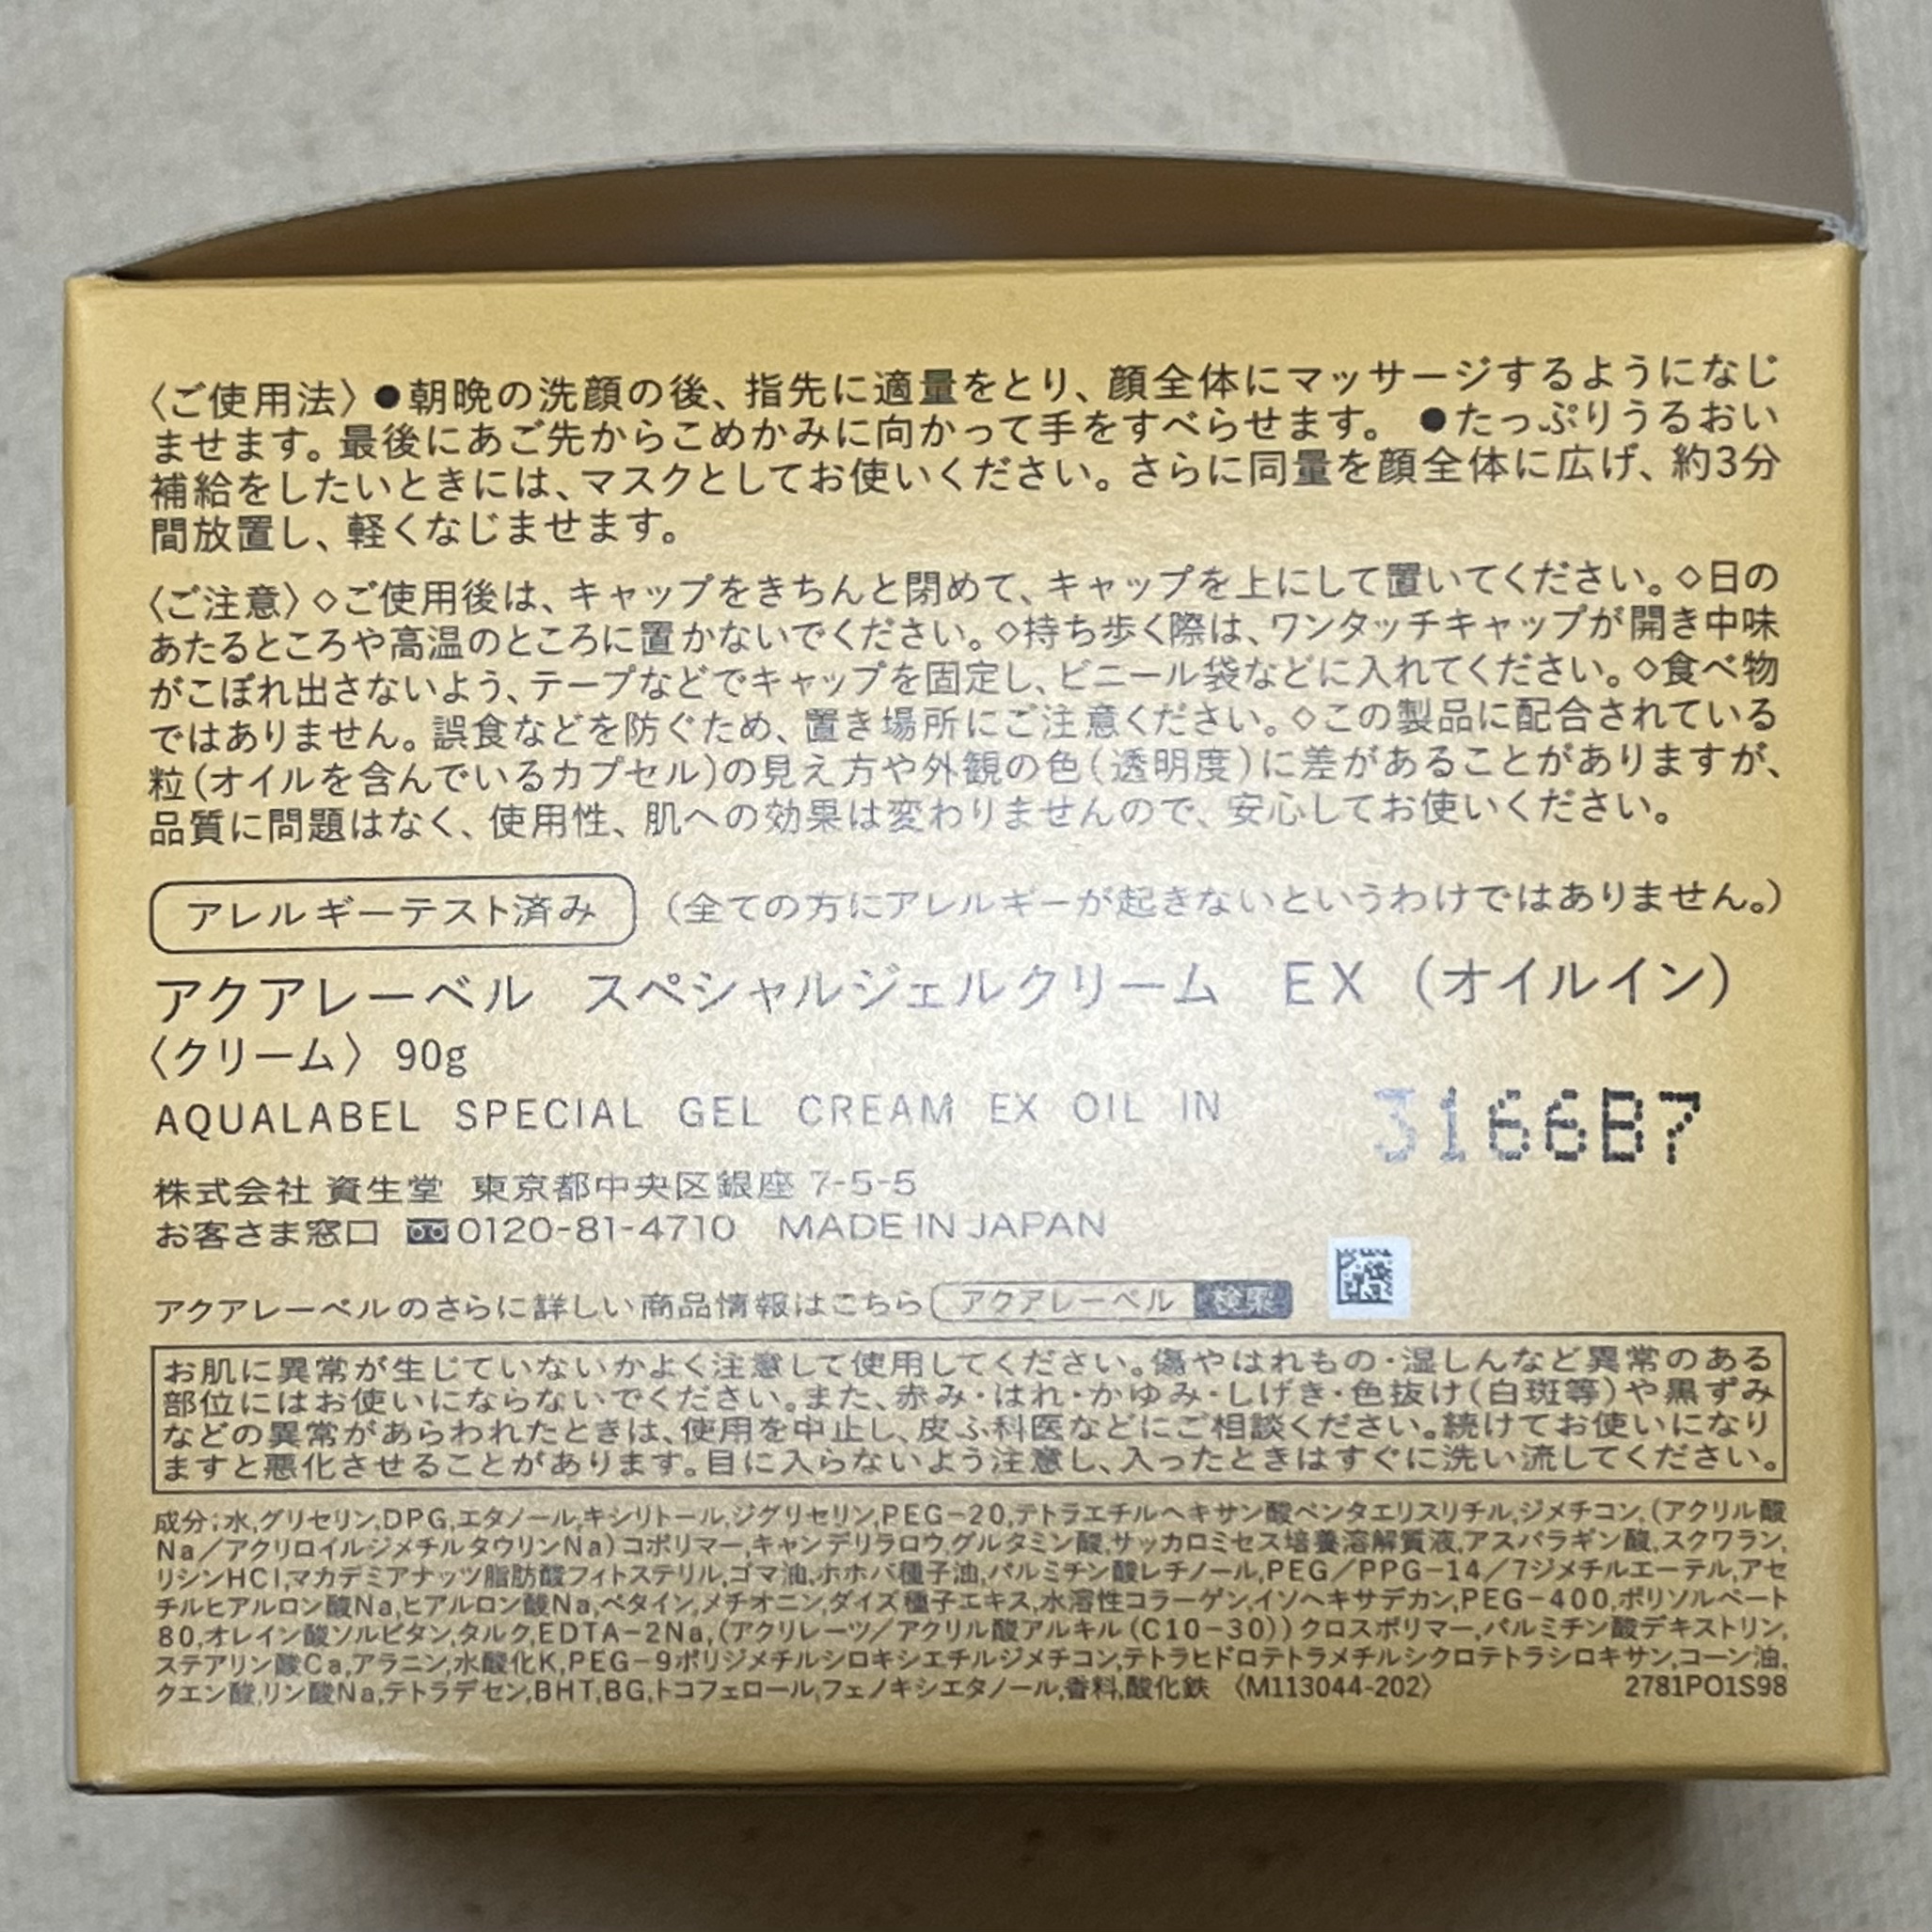 〈ご使用法〉●朝晩の洗顔の後、指先に適量をとり、顔全体にマッサージするようになじ
ませます。最後にあご先からこめかみに向かって手をすべらせます。 ●たっぷりうるおい
補給をしたいときには、マスクとしてお使いください。さらに同量を顔全体に広げ、約3分
間放置し、軽くなじませます。
〈ご注意〉◇ご使用後は、キャップをきちんと閉めて、キャップを上にして置いてください。◇日の
あたるところや高温のところに置かないでください。◇持ち歩く際は、ワンタッチキャップが開き中味
がこぼれ出さないよう、テープなどでキャップを固定し、ビニール袋などに入れてください。◇食べ物
ではありません。誤食などを防ぐため、置き場所にご注意ください。◇この製品に配合されている
粒(オイルを含んでいるカプセル)の見え方や外観の色(透明度)に差があることがありますが、
品質に問題はなく、使用性、肌への効果は変わりませんので、安心してお使いください。
アレルギーテスト済み (全ての方にアレルギーが起きないというわけではありません。)
アクアレーベル スペシャルジェルクリーム EX (オイルイン)
〈クリーム〉 90g
AQUALABEL SPECIAL GEL CREAM EX OIL IN
3166B7
株式会社 資生堂 東京都中央区銀座 7-5-5
お客さま窓口 0120-81-4710 MADE IN JAPAN
アクアレーベルのさらに詳しい商品情報はこちら アクアレーベル 検索
お肌に異常が生じていないかよく注意して使用してください。傷やはれもの・湿しんなど異常のある
部位にはお使いにならないでください。また、赤み・はれ・かゆみ・しげき・色抜け(白斑等)や黒ずみ
などの異常があらわれたときは、使用を中止し、皮ふ科医などにご相談ください。続けてお使いになり
ますと悪化させることがあります。目に入らないよう注意し、入ったときはすぐに洗い流してください。
成分:水,グリセリン,DPG,エタノール,キシリトール,ジグリセリン,PEG-20,テトラエチルヘキサン酸ペンタエリスリチル,ジメチコン,(アクリル酸
Na/アクリロイルジメチルタウリンNa)コポリマー,キャンデリラロウ,グルタミン酸,サッカロミセス培養溶解質液,アスパラギン酸,スクワラン,
リシンHCl,マカデミアナッツ脂肪酸フィトステリル,ゴマ油,ホホバ種子油,パルミチン酸レチノール,PEG/PPG-14/7ジメチルエーテル,アセ
チルヒアルロン酸Na,ヒアルロン酸Na,ベタイン,メチオニン,ダイズ種子エキス,水溶性コラーゲン,イソヘキサデカン,PEG-400,ポリソルベート
80,オレイン酸ソルビタン,タルク,EDTA-2Na,(アクリレーツ/アクリル酸アルキル(C10-30))クロスポリマー,パルミチン酸デキストリン,
ステアリン酸Ca,アラニン,水酸化K,PEG-9ポリジメチルシロキシエチルジメチコン,テトラヒドロテトラメチルシクロテトラシロキサン,コーン油,
クエン酸,リン酸Na,テトラデセン,BHT,BG,トコフェロール,フェノキシエタノール,香料,酸化鉄 〈M113044-202〉 2781PO1S98